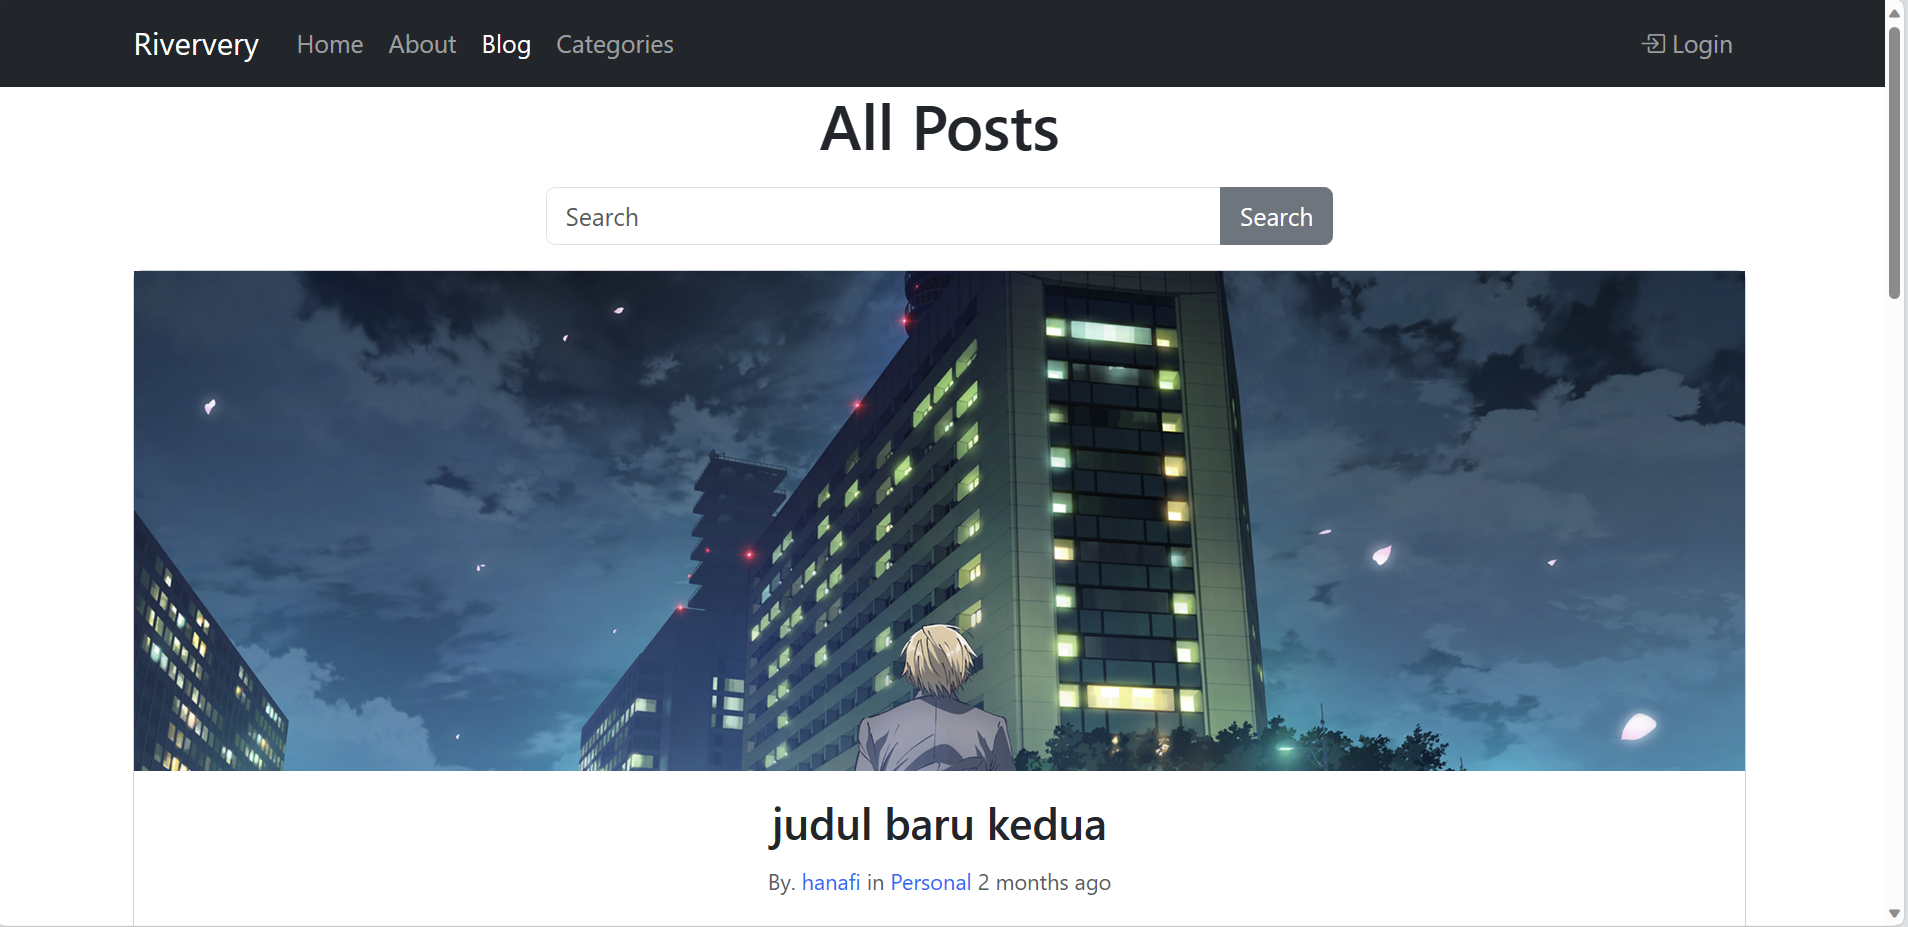 Riververy Home About Blog Categories Login
All Posts
Search Search
judul baru kedua
By. hanafi in Personal 2 months ago